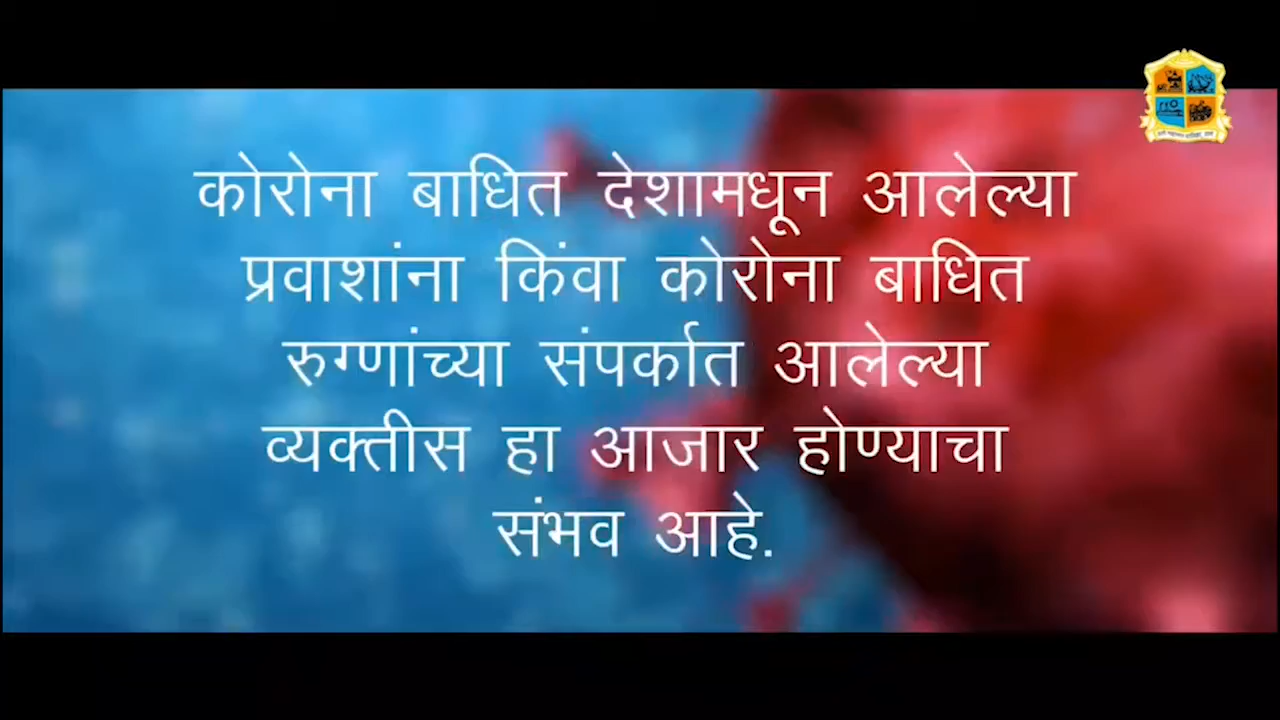 कोरोना बाधित देशामधून आलेल्या
प्रवाशांना किंवा कोरोना बाधित
रुग्णांच्या संपर्कात आलेल्या
व्यक्तीस हा आजार होण्याचा
संभव आहे.